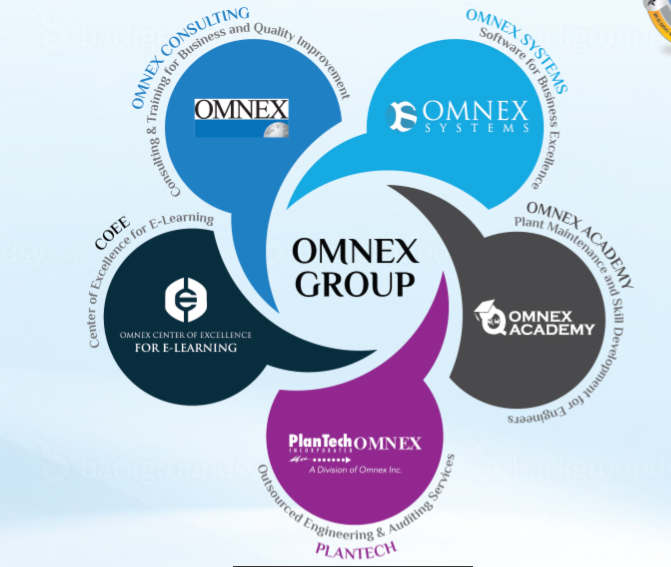 OMNEX CONSULTING
Consulting & Training for Business and Quality Improvement
OMNEX
OMNEX SYSTEMS
Software for Business Excellence
OMNEX
SYSTEMS
COEE
Center of Excellence for E-Learning
OMNEX CENTER OF EXCELLENCE
FOR E-LEARNING
OMNEX
GROUP
OMNEX ACADEMY
Plant Maintenance and Skill Development for Engineers
OMNEX
ACADEMY
PlanTech OMNEX
INCORPORATED
A Division of Omnex Inc.
Outsourced Engineering & Auditing Services
PLANTECH